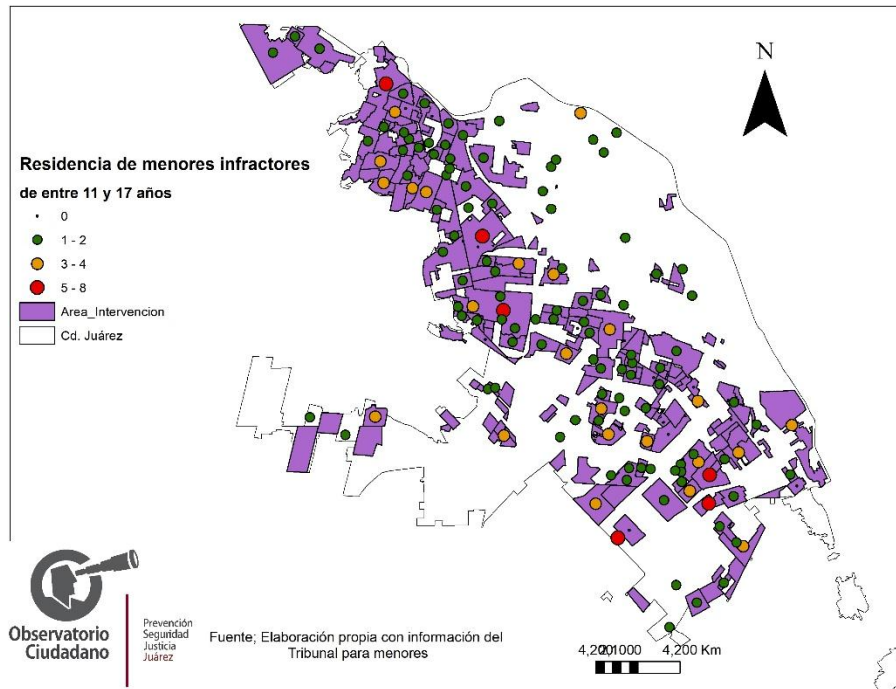 N
Residencia de menores infractores
de entre 11 y 17 años
0
1 - 2
3 - 4
5 - 8
Area_Intervencion
Cd. Juárez
Observatorio
Ciudadano
Prevención
Seguridad
Justicia
Juárez
Fuente; Elaboración propia con información del
Tribunal para menores
4,200 Km